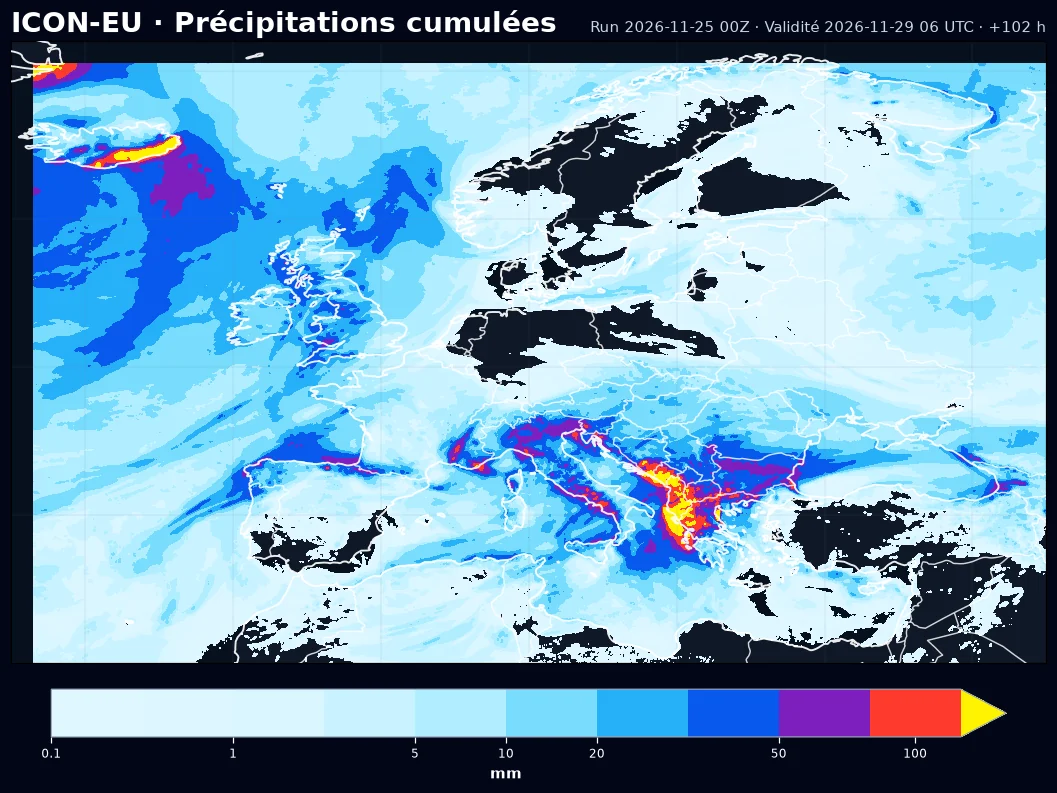 ICON-EU · Précipitations cumulées
Run 2026-11-25 00Z · Validité 2026-11-29 06 UTC · +102 h
0.1 1 5 10 20 50 100
mm